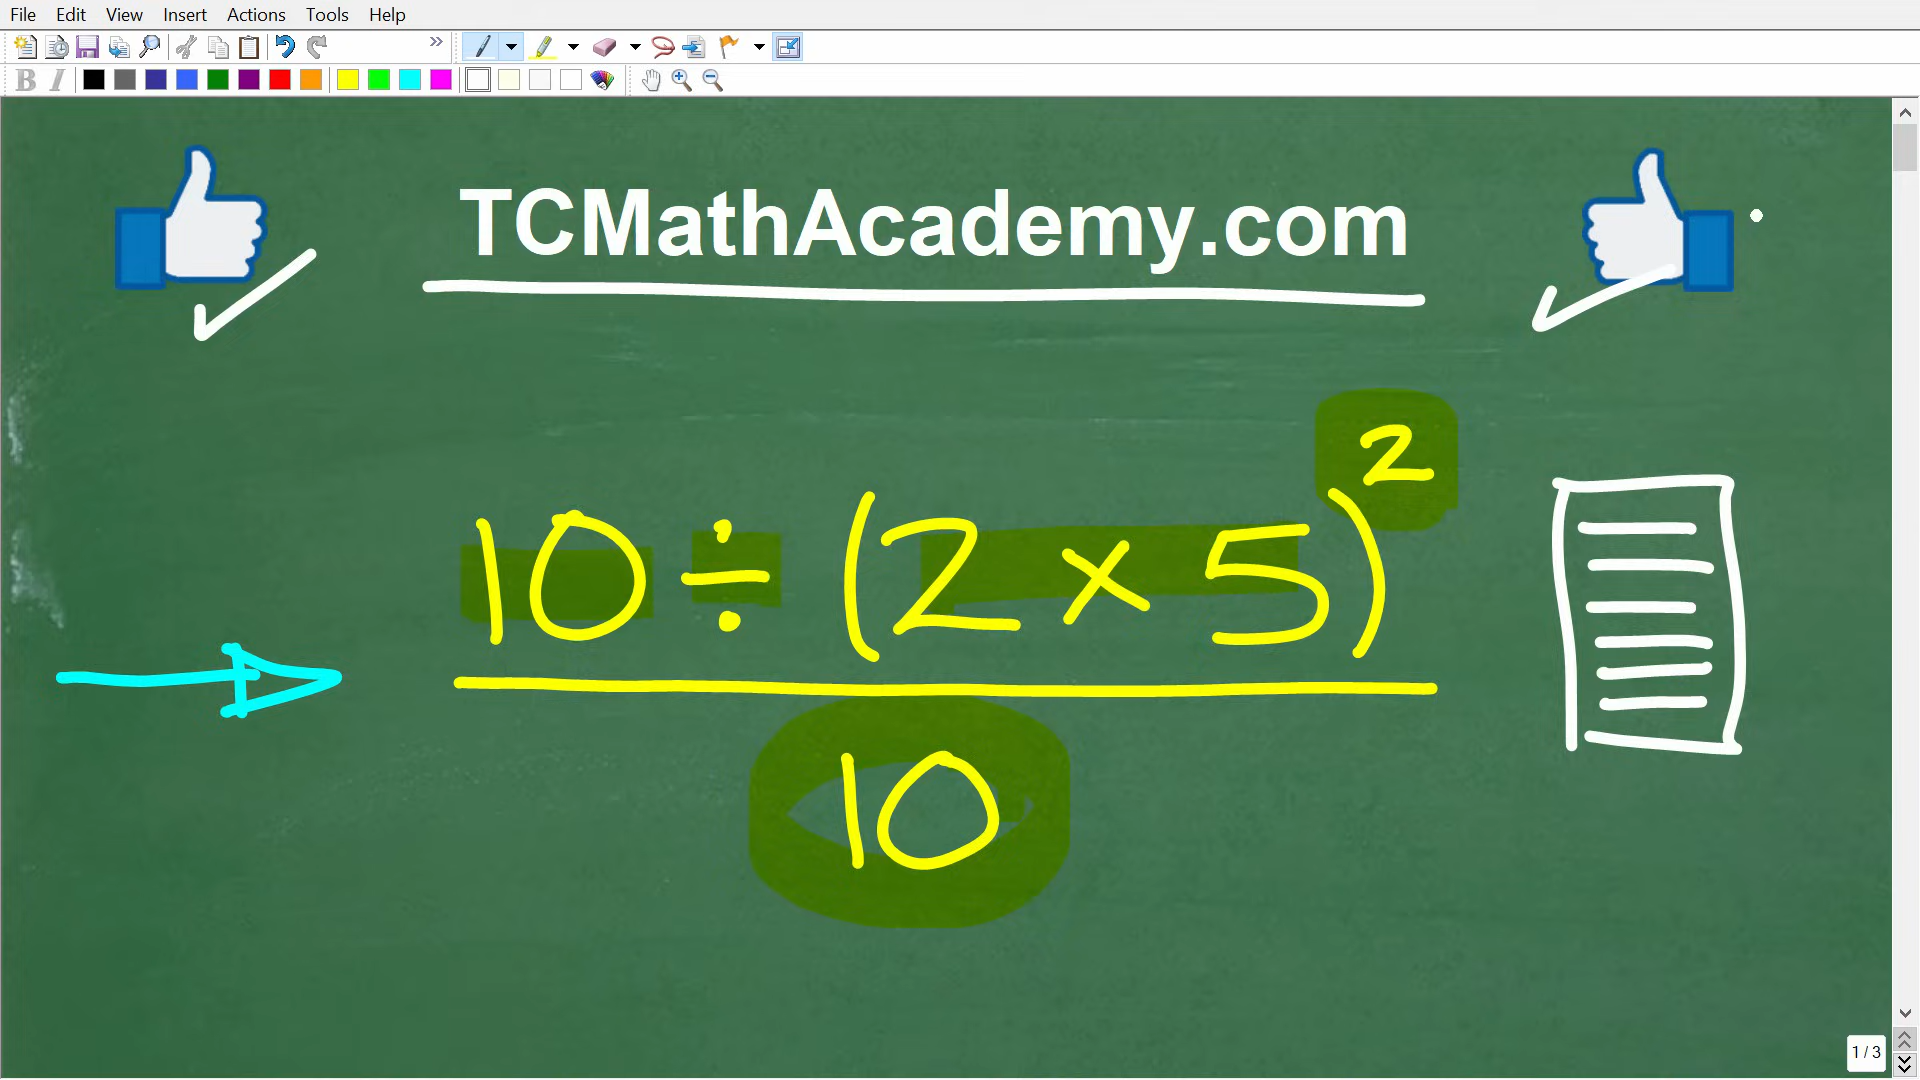 File Edit View Insert Actions Tools Help
B I
TCMathAcademy.com
10 ÷ (2 × 5)²
10
1 / 3